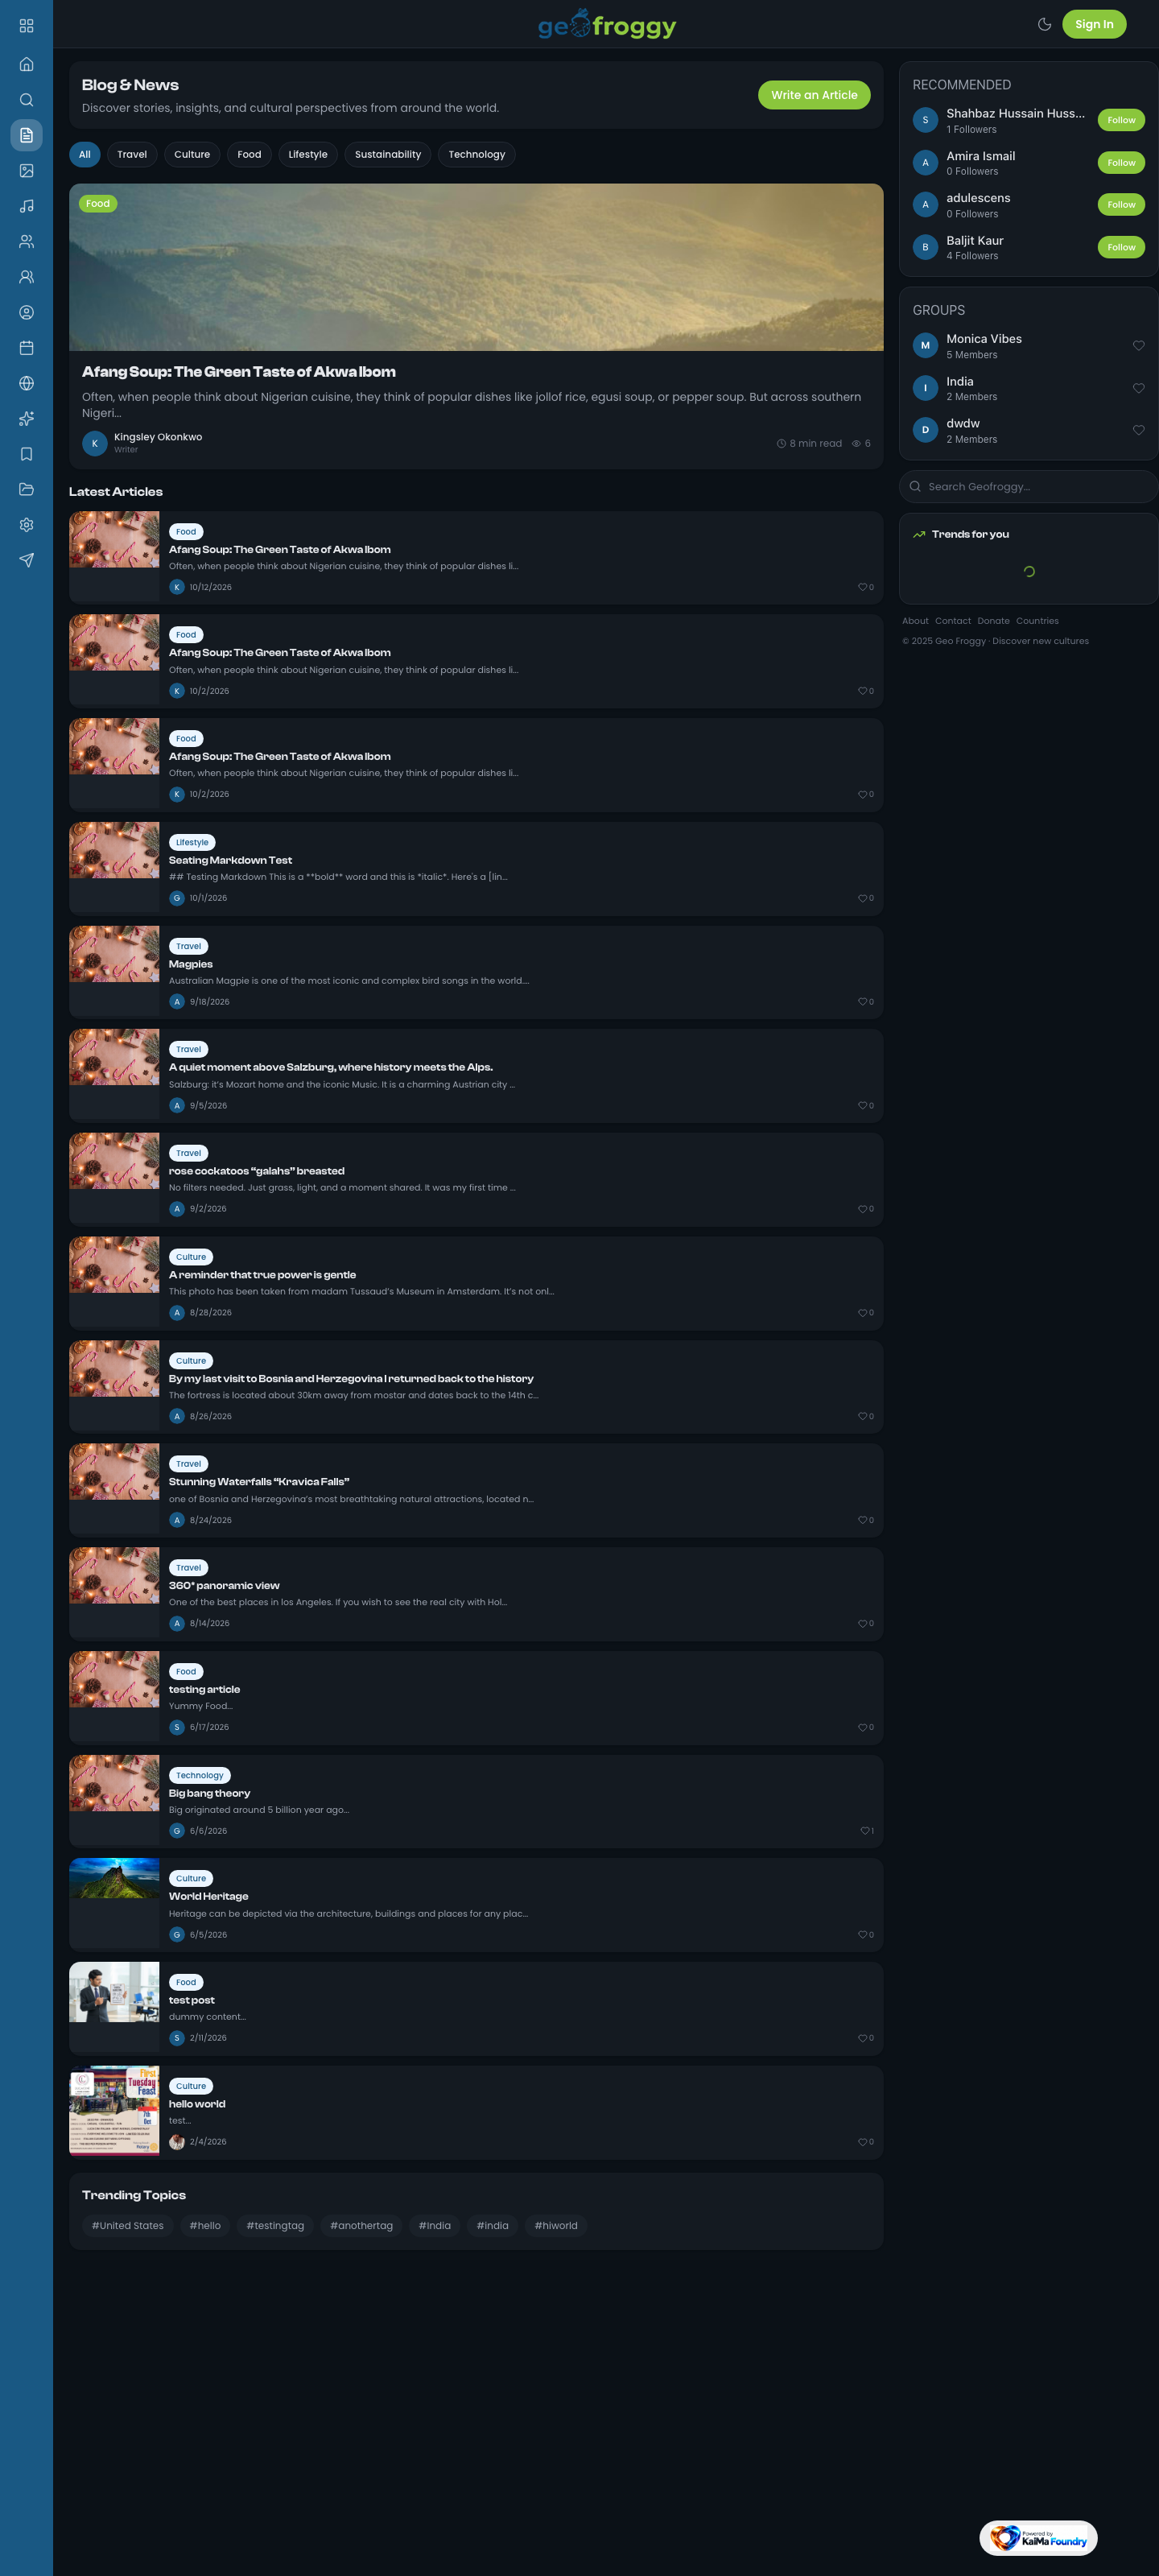 geofroggy
Sign In
Blog & News
Discover stories, insights, and cultural perspectives from around the world.
Write an Article
All
Travel
Culture
Food
Lifestyle
Sustainability
Technology
Food
Afang Soup: The Green Taste of Akwa Ibom
Often, when people think about Nigerian cuisine, they think of popular dishes like jollof rice, egusi soup, or pepper soup. But across southern
Nigeri...
K
Kingsley Okonkwo
Writer
8 min read
6
Latest Articles
Food
Afang Soup: The Green Taste of Akwa Ibom
Often, when people think about Nigerian cuisine, they think of popular dishes li...
K
10/12/2026
0
Food
Afang Soup: The Green Taste of Akwa Ibom
Often, when people think about Nigerian cuisine, they think of popular dishes li...
K
10/2/2026
0
Food
Afang Soup: The Green Taste of Akwa Ibom
Often, when people think about Nigerian cuisine, they think of popular dishes li...
K
10/2/2026
0
Lifestyle
Seating Markdown Test
## Testing Markdown This is a **bold** word and this is *italic*. Here's a [lin...
G
10/1/2026
0
Travel
Magpies
Australian Magpie is one of the most iconic and complex bird songs in the world....
A
9/18/2026
0
Travel
A quiet moment above Salzburg, where history meets the Alps.
Salzburg: it's Mozart home and the iconic Music. It is a charming Austrian city ...
A
9/5/2026
0
Travel
rose cockatoos “galahs” breasted
No filters needed. Just grass, light, and a moment shared. It was my first time ...
A
9/2/2026
0
Culture
A reminder that true power is gentle
This photo has been taken from madam Tussaud’s Museum in Amsterdam. It’s not onl...
A
8/28/2026
0
Culture
By my last visit to Bosnia and Herzegovina I returned back to the history
The fortress is located about 30km away from mostar and dates back to the 14th c...
A
8/26/2026
0
Travel
Stunning Waterfalls “Kravica Falls”
one of Bosnia and Herzegovina’s most breathtaking natural attractions, located n...
A
8/24/2026
0
Travel
360* panoramic view
One of the best places in los Angeles. If you wish to see the real city with Hol...
A
8/14/2026
0
Food
testing article
Yummy Food...
S
6/17/2026
0
Technology
Big bang theory
Big originated around 5 billion year ago...
G
6/6/2026
1
Culture
World Heritage
Heritage can be depicted via the architecture, buildings and places for any plac...
G
6/5/2026
0
Food
test post
dummy content...
S
2/11/2026
0
First
Tuesday
Feast
7th
Oct
Culture
hello world
test...
2/4/2026
0
Trending Topics
#United States
#hello
#testingtag
#anothertag
#India
#india
#hiworld
RECOMMENDED
S
Shahbaz Hussain Huss...
1 Followers
Follow
A
Amira Ismail
0 Followers
Follow
A
adulescens
0 Followers
Follow
B
Baljit Kaur
4 Followers
Follow
GROUPS
M
Monica Vibes
5 Members
I
India
2 Members
D
dwdw
2 Members
Search Geofroggy...
Trends for you
About Contact Donate Countries
© 2025 Geo Froggy · Discover new cultures
Powered by
KaiMa Foundry